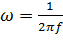 ω = 1/(2πf)